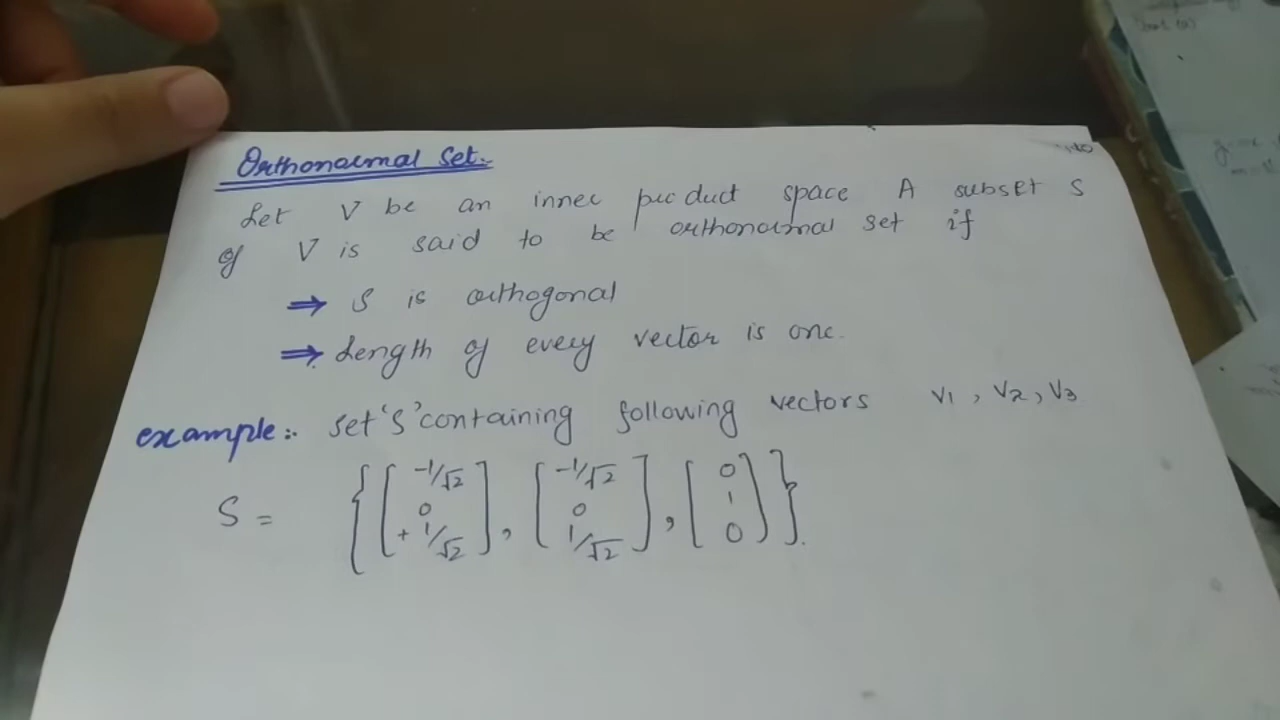 Orthonormal Set.
Let V be an inner product space A subset S
of V is said to be orthonormal set if
⇒ S is orthogonal
⇒ Length of every vector is one.
example:. Set 'S' containing following vectors v1, v2, v3
S = {[-1/√2 0 +1/√2], [-1/√2 0 1/√2], [0 1 0]}.